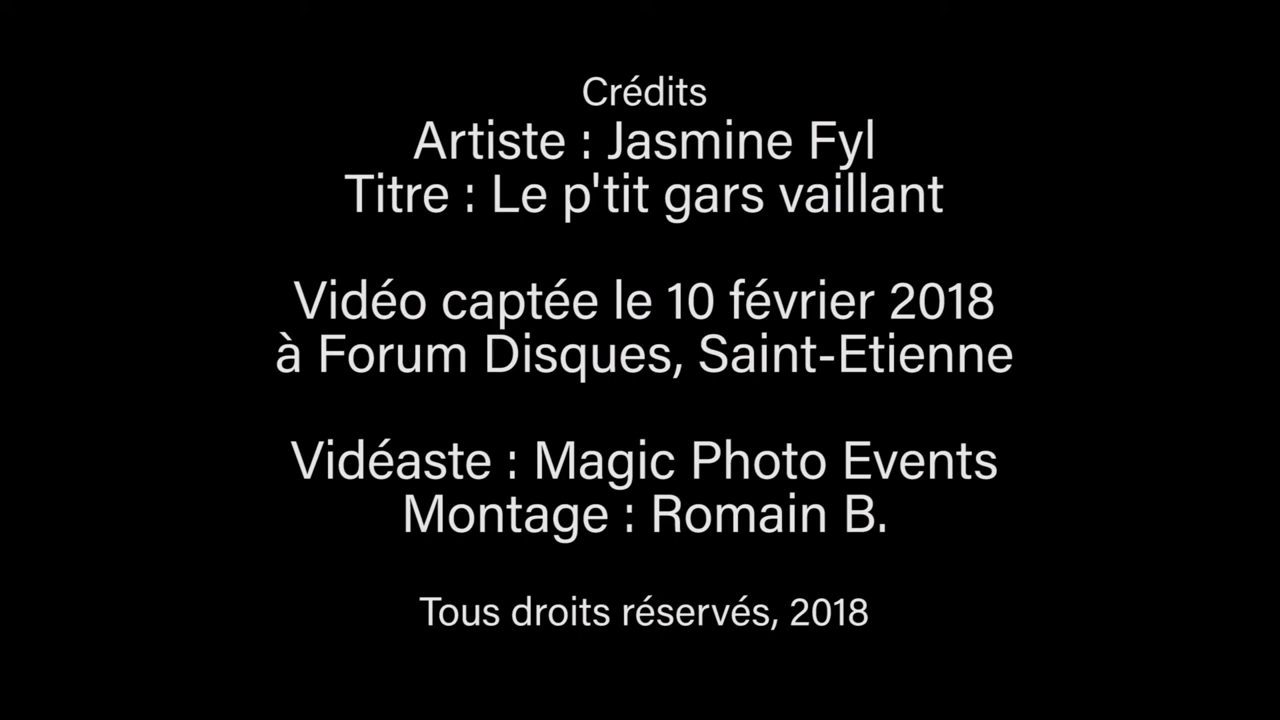 Crédits
Artiste : Jasmine Fyl
Titre : Le p'tit gars vaillant
Vidéo captée le 10 février 2018
à Forum Disques, Saint-Etienne
Vidéaste : Magic Photo Events
Montage : Romain B.
Tous droits réservés, 2018